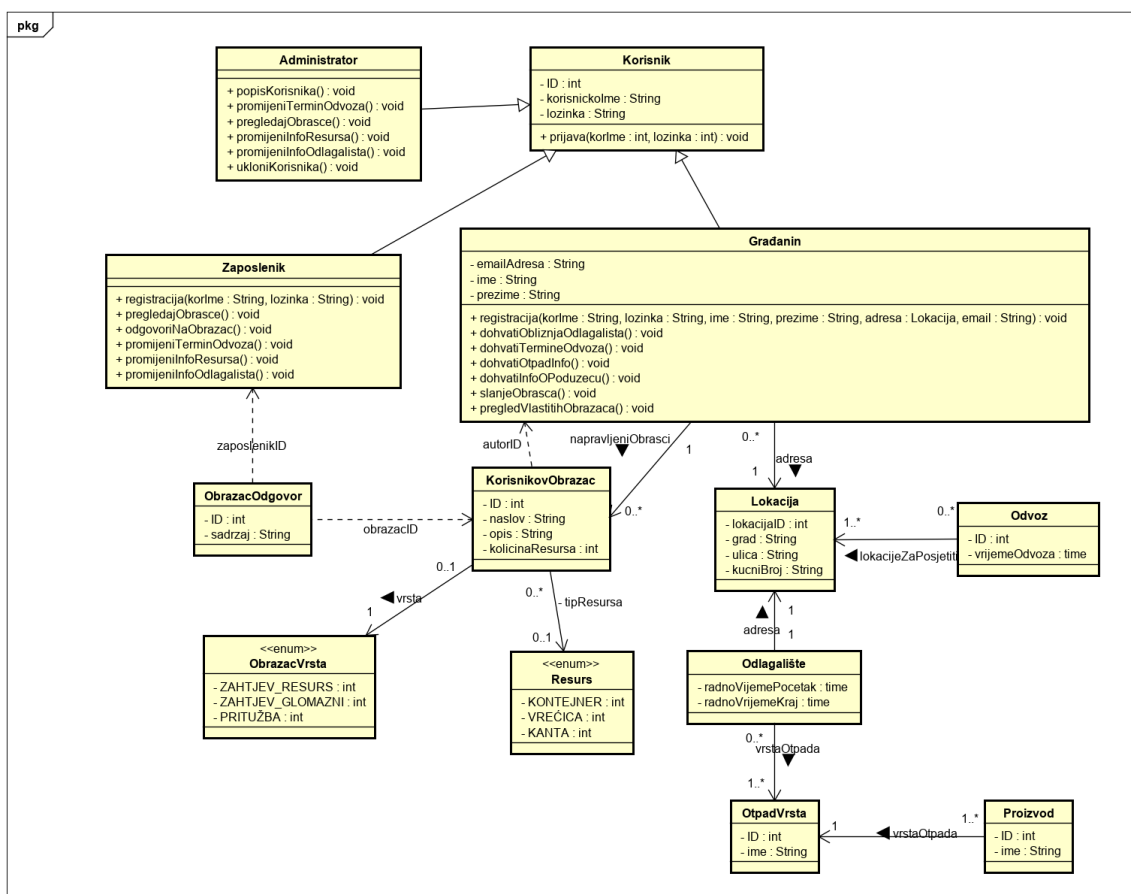 pkg
Administrator
+ popisKorisnika() : void
+ promijeniTerminOdvoza() : void
+ pregledajObrasce() : void
+ promijeniInfoResursa() : void
+ promijeniInfoOdlagalista() : void
+ ukloniKorisnika() : void
Korisnik
- ID : int
- korisnickoIme : String
- lozinka : String
+ prijava(korIme : int, lozinka : int) : void
Zaposlenik
+ registracija(korIme : String, lozinka : String) : void
+ pregledajObrasce() : void
+ odgovoriNaObrazac() : void
+ promijeniTerminOdvoza() : void
+ promijeniInfoResursa() : void
+ promijeniInfoOdlagalista() : void
Građanin
- emailAdresa : String
- ime : String
- prezime : String
+ registracija(korIme : String, lozinka : String, ime : String, prezime : String, adresa : Lokacija, email : String) : void
+ dohvatiObliznjaOdlagalista() : void
+ dohvatiTermineOdvoza() : void
+ dohvatiOtpadInfo() : void
+ dohvatiInfoOPoduzecu() : void
+ slanjeObrasca() : void
+ pregledVlastitihObrazaca() : void
zaposlenikID
autorID
napravljeniObrasci
1
0..*
0..*
adresa
1
ObrazacOdgovor
- ID : int
- sadrzaj : String
obrazacID
KorisnikovObrazac
- ID : int
- naslov : String
- opis : String
- kolicinaResursa : int
Lokacija
- lokacijaID : int
- grad : String
- ulica : String
- kucniBroj : String
1..*
0..*
lokacijeZaPosjetiti
Odvoz
- ID : int
- vrijemeOdvoza : time
0..1
vrsta
1
0..*
- tipResursa
0..1
1
adresa
1
<<enum>>
ObrazacVrsta
- ZAHTJEV_RESURS : int
- ZAHTJEV_GLOMAZNI : int
- PRITUŽBA : int
<<enum>>
Resurs
- KONTEJNER : int
- VREĆICA : int
- KANTA : int
Odlagalište
- radnoVijemePocetak : time
- radnoVrijemeKraj : time
0..*
vrstaOtpada
1..*
OtpadVrsta
- ID : int
- ime : String
1
1..*
vrstaOtpada
Proizvod
- ID : int
- ime : String